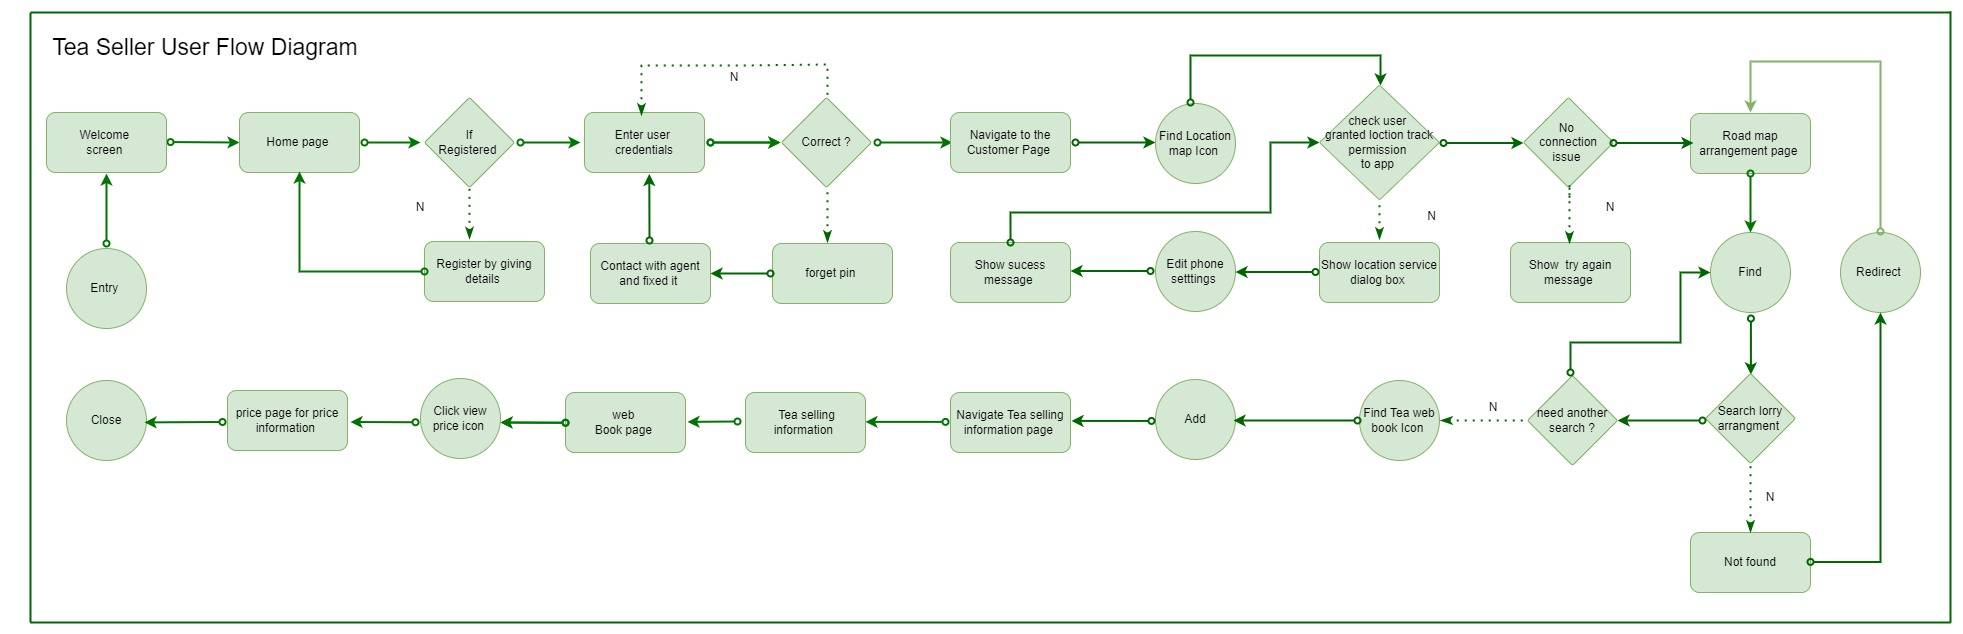 Tea Seller User Flow Diagram
N
Welcome
screen
Home page
If
Registered
Enter user
credentials
Correct ?
Navigate to the
Customer Page
Find Location
map Icon
check user
granted loction track
permission
to app
No
connection
issue
Road map
arrangement page
N
N
N
Entry
Register by giving
details
Contact with agent
and fixed it
forget pin
Show sucess
message
Edit phone
setttings
Show location service
dialog box
Show try again
message
Find
Redirect
Close
price page for price
information
Click view
price icon
web
Book page
Tea selling
information
Navigate Tea selling
information page
Add
Find Tea web
book Icon
N
need another
search ?
Search lorry
arrangment
N
Not found